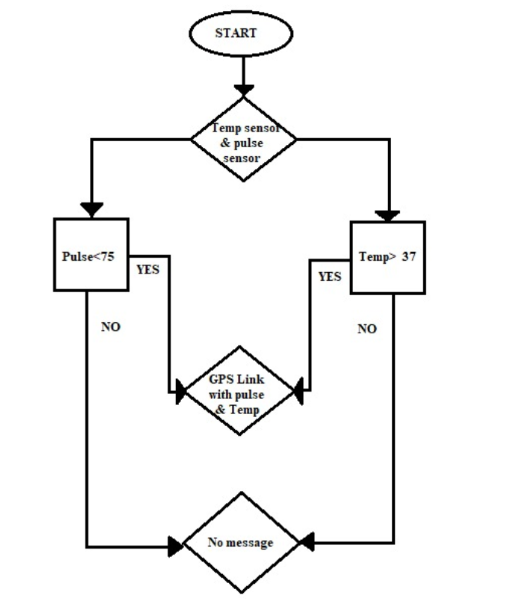 START
Temp sensor
& pulse
sensor
Pulse<75
Temp> 37
YES
YES
NO
NO
GPS Link
with pulse
& Temp
No message